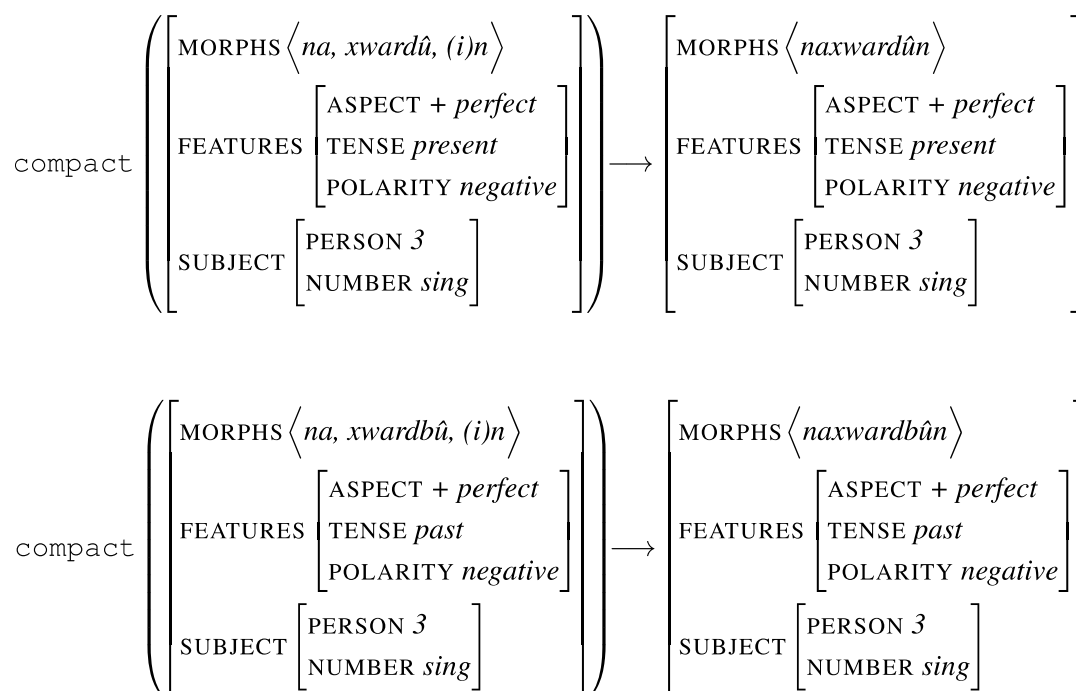 MORPHS ⟨na, xwardû, (i)n⟩ MORPHS ⟨naxwardûn⟩
ASPECT + perfect ASPECT + perfect
compact FEATURES TENSE present ⟶ FEATURES TENSE present
POLARITY negative POLARITY negative
PERSON 3 PERSON 3
SUBJECT SUBJECT
NUMBER sing NUMBER sing
MORPHS ⟨na, xwardbû, (i)n⟩ MORPHS ⟨naxwardbûn⟩
ASPECT + perfect ASPECT + perfect
compact FEATURES TENSE past ⟶ FEATURES TENSE past
POLARITY negative POLARITY negative
PERSON 3 PERSON 3
SUBJECT SUBJECT
NUMBER sing NUMBER sing